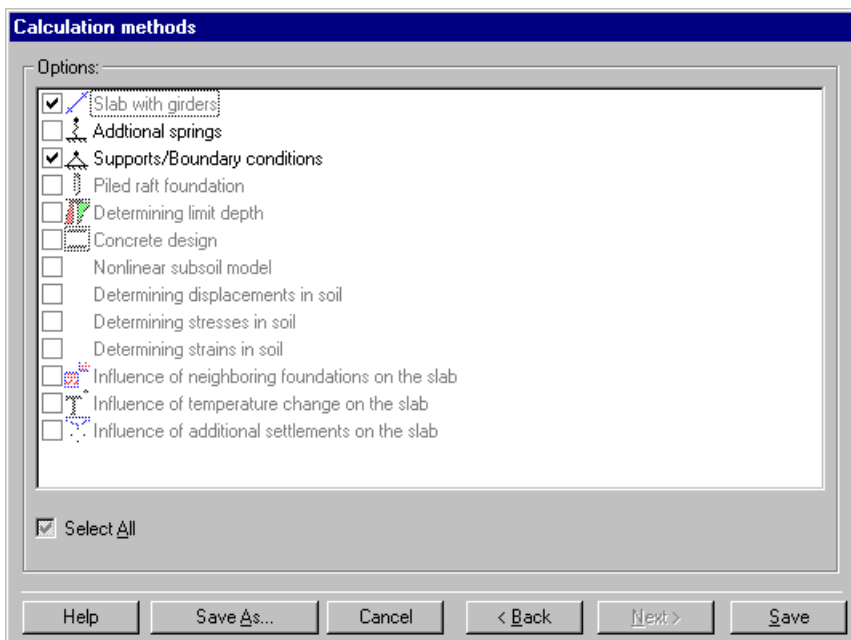 Calculation methods
Options:
Slab with girders
Addtional springs
Supports/Boundary conditions
Piled raft foundation
Determining limit depth
Concrete design
Nonlinear subsoil model
Determining displacements in soil
Determining stresses in soil
Determining strains in soil
Influence of neighboring foundations on the slab
Influence of temperature change on the slab
Influence of additional settlements on the slab
Select All
Help Save As... Cancel < Back Next > Save